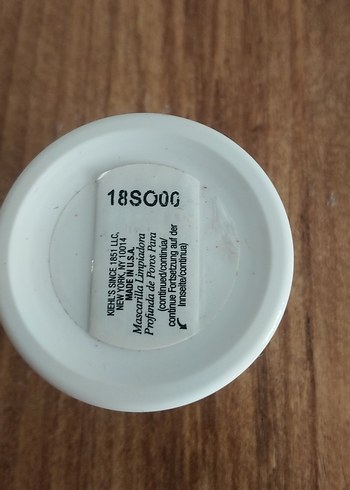 18SO00
KIEHL'S SINCE 1851 LLC,
NEW YORK, NY 10014
MADE IN U.S.A.
Mascarilla Limpiadora
Profunda de Poros Para
(continued/continúa/
continue Fortsetzung auf der
Innseite/continua)